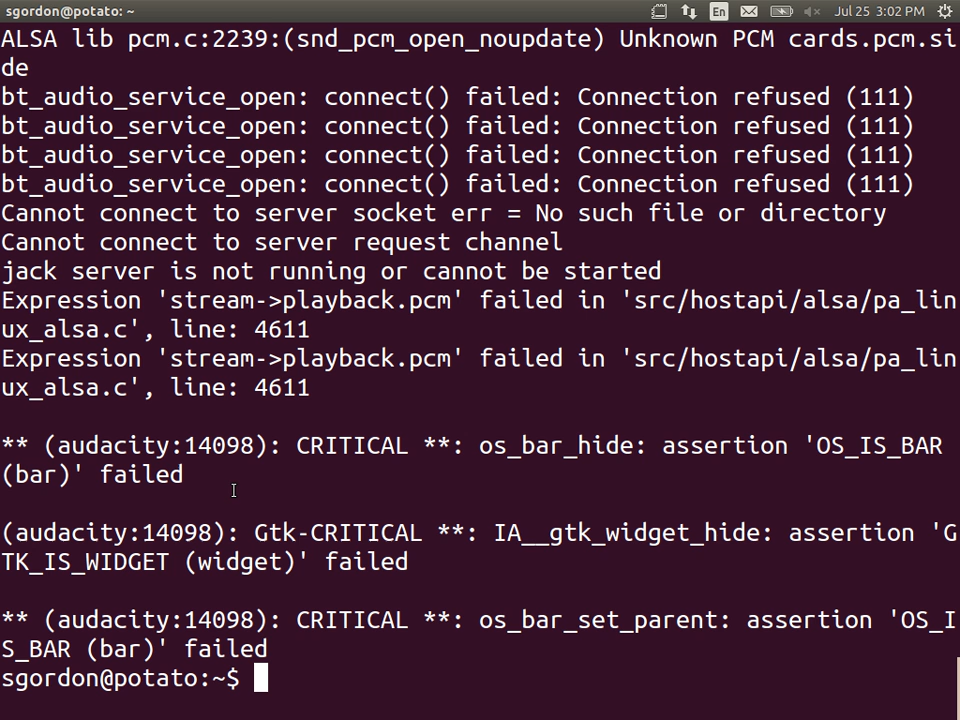 sgordon@potato: ~
En
Jul 25 3:02 PM
ALSA lib pcm.c:2239:(snd_pcm_open_noupdate) Unknown PCM cards.pcm.si
de
bt_audio_service_open: connect() failed: Connection refused (111)
bt_audio_service_open: connect() failed: Connection refused (111)
bt_audio_service_open: connect() failed: Connection refused (111)
bt_audio_service_open: connect() failed: Connection refused (111)
Cannot connect to server socket err = No such file or directory
Cannot connect to server request channel
jack server is not running or cannot be started
Expression 'stream->playback.pcm' failed in 'src/hostapi/alsa/pa_lin
ux_alsa.c', line: 4611
Expression 'stream->playback.pcm' failed in 'src/hostapi/alsa/pa_lin
ux_alsa.c', line: 4611
** (audacity:14098): CRITICAL **: os_bar_hide: assertion 'OS_IS_BAR
(bar)' failed
(audacity:14098): Gtk-CRITICAL **: IA__gtk_widget_hide: assertion 'G
TK_IS_WIDGET (widget)' failed
** (audacity:14098): CRITICAL **: os_bar_set_parent: assertion 'OS_I
S_BAR (bar)' failed
sgordon@potato:~$